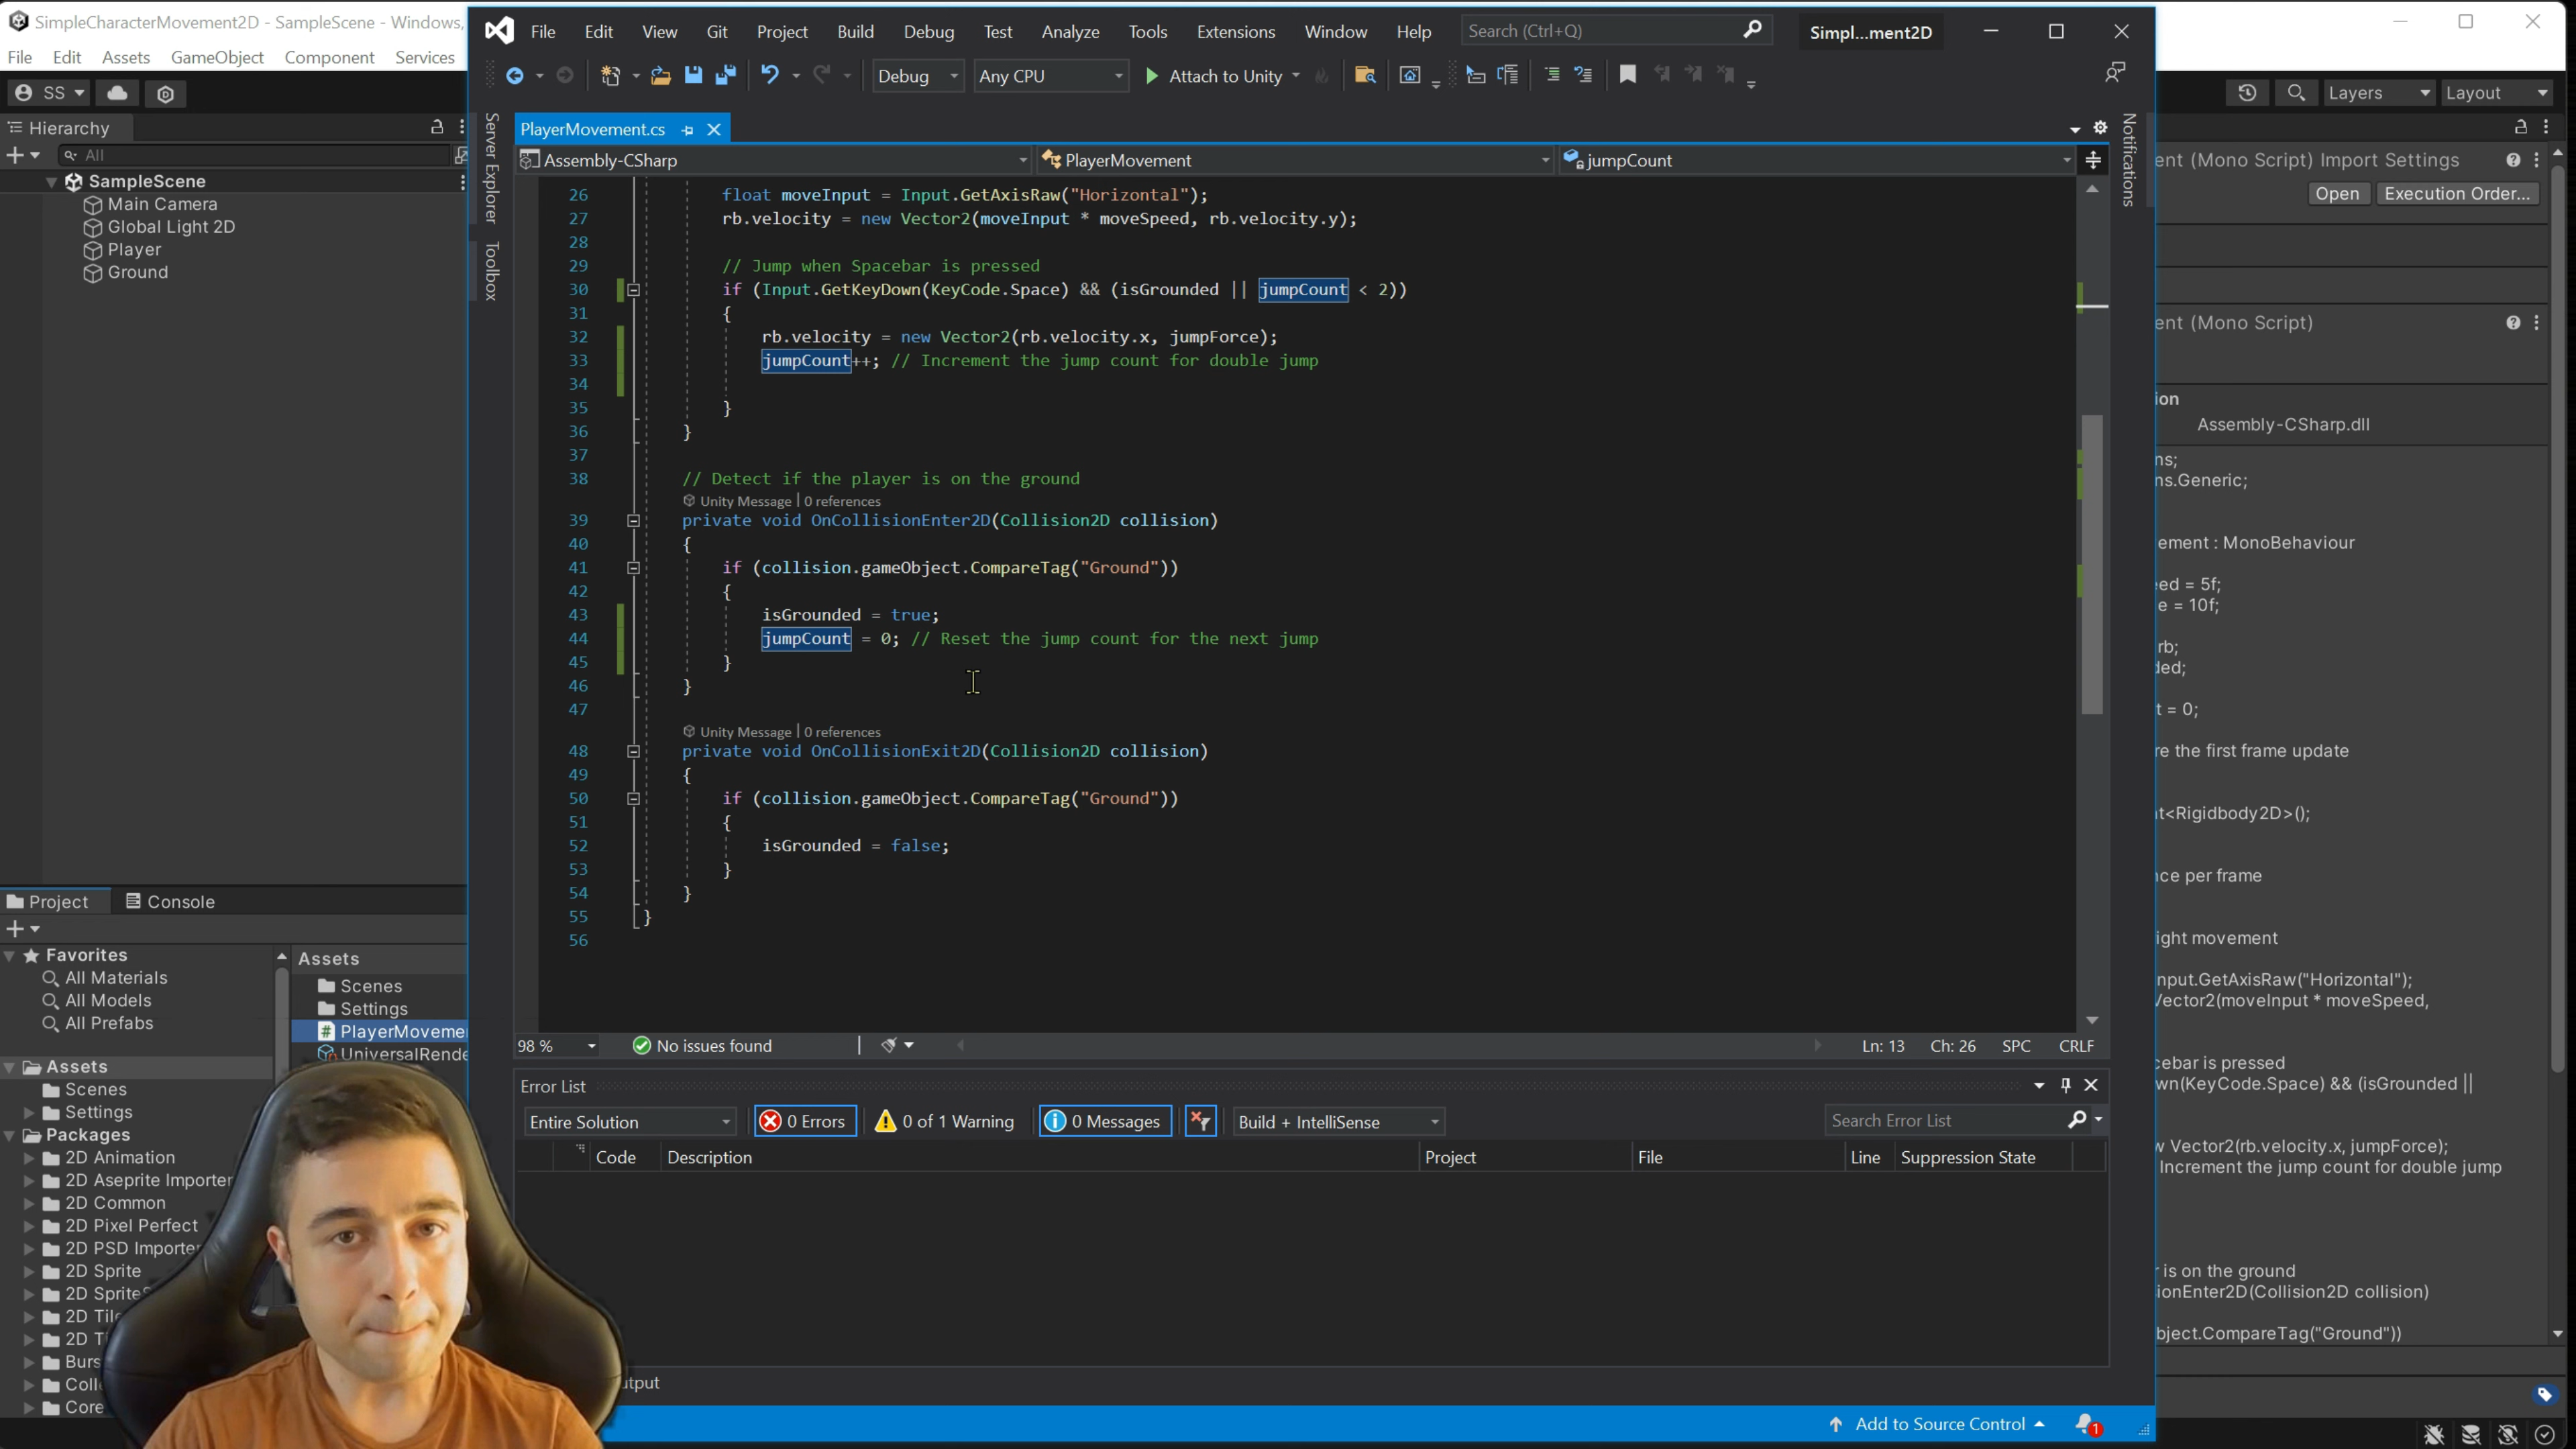 SimpleCharacterMovement2D - SampleScene - Windows,
File Edit Assets GameObject Component Services
SS
Layers Layout
Hierarchy
All
SampleScene
Main Camera
Global Light 2D
Player
Ground
File Edit View Git Project Build Debug Test Tools Analyze Extensions Window Help Search (Ctrl+Q) Simpl...ment2D
Debug Any CPU Attach to Unity
Server Explorer
Toolbox
Notifications
PlayerMovement.cs
Assembly-CSharp PlayerMovement jumpCount
26 float moveInput = Input.GetAxisRaw("Horizontal");
27 rb.velocity = new Vector2(moveInput * moveSpeed, rb.velocity.y);
28
29 // Jump when Spacebar is pressed
30 if (Input.GetKeyDown(KeyCode.Space) && (isGrounded || jumpCount < 2))
31 {
32 rb.velocity = new Vector2(rb.velocity.x, jumpForce);
33 jumpCount++; // Increment the jump count for double jump
34
35 }
36 }
37
38 // Detect if the player is on the ground
Unity Message | 0 references
39 private void OnCollisionEnter2D(Collision2D collision)
40 {
41 if (collision.gameObject.CompareTag("Ground"))
42 {
43 isGrounded = true;
44 jumpCount = 0; // Reset the jump count for the next jump
45 }
46 }
47
Unity Message | 0 references
48 private void OnCollisionExit2D(Collision2D collision)
49 {
50 if (collision.gameObject.CompareTag("Ground"))
51 {
52 isGrounded = false;
53 }
54 }
55 }
56
98 % No issues found Ln: 13 Ch: 26 SPC CRLF
Error List
Entire Solution 0 Errors 0 of 1 Warning 0 Messages Build + IntelliSense Search Error List
Code Description Project File Line Suppression State
utput
Add to Source Control 1
ent (Mono Script) Import Settings
Open Execution Order...
ent (Mono Script)
ion
Assembly-CSharp.dll
ns;
ns.Generic;
ement : MonoBehaviour
ed = 5f;
e = 10f;
rb;
ded;
t = 0;
re the first frame update
t<Rigidbody2D>();
ce per frame
ight movement
nput.GetAxisRaw("Horizontal");
Vector2(moveInput * moveSpeed,
cebar is pressed
wn(KeyCode.Space) && (isGrounded ||
w Vector2(rb.velocity.x, jumpForce);
Increment the jump count for double jump
r is on the ground
ionEnter2D(Collision2D collision)
bject.CompareTag("Ground"))
Project Console
Favorites
All Materials
All Models
All Prefabs
Assets
Scenes
Settings
Packages
2D Animation
2D Aseprite Importer
2D Common
2D Pixel Perfect
2D PSD Importer
2D Sprite
2D SpriteS
2D Tile
2D Ti
Burs
Coll
Core
Assets
Scenes
Settings
PlayerMoveme
UniversalRende